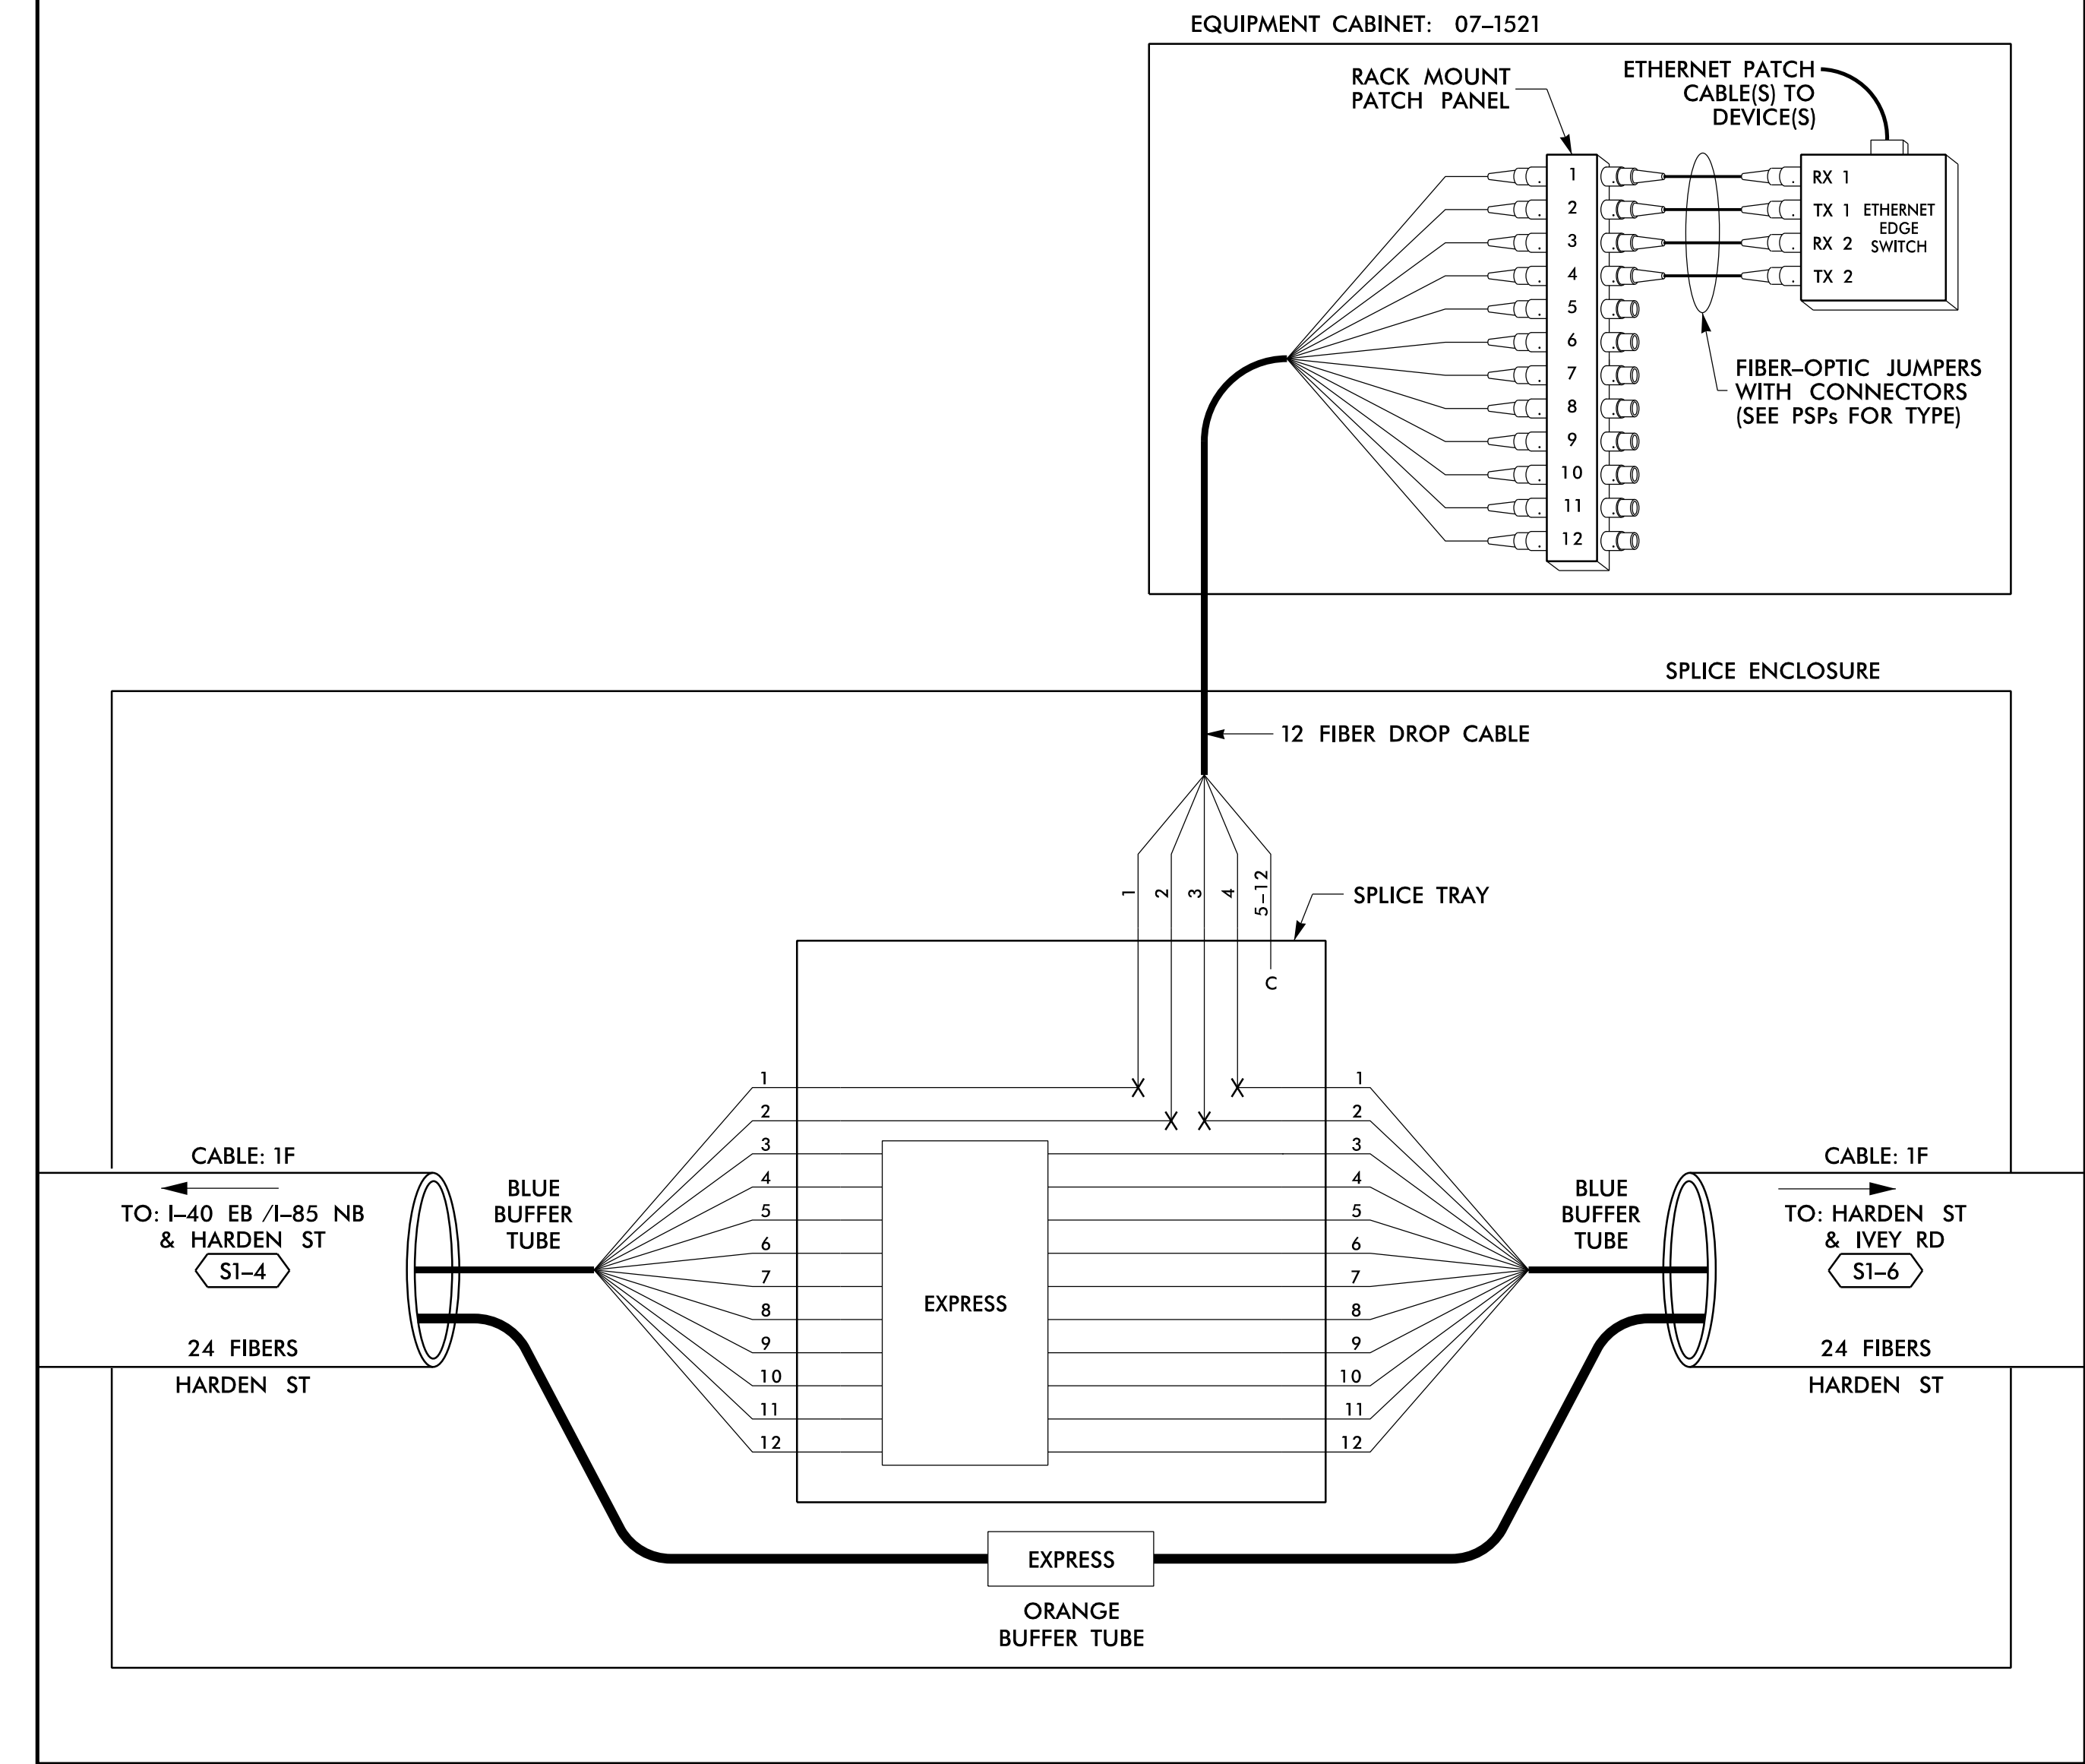 EQUIPMENT CABINET: 07–1521
RACK MOUNT
PATCH PANEL
ETHERNET PATCH
CABLE(S) TO
DEVICE(S)
1
2
3
4
5
6
7
8
9
10
11
12
RX 1
TX 1
RX 2
TX 2
ETHERNET
EDGE
SWITCH
FIBER–OPTIC JUMPERS
WITH CONNECTORS
(SEE PSPs FOR TYPE)
SPLICE ENCLOSURE
12 FIBER DROP CABLE
1
2
3
4
5–12
SPLICE TRAY
C
CABLE: 1F
TO: I–40 EB /I–85 NB
& HARDEN ST
S1–4
24 FIBERS
HARDEN ST
BLUE
BUFFER
TUBE
1
2
3
4
5
6
7
8
9
10
11
12
EXPRESS
1
2
3
4
5
6
7
8
9
10
11
12
BLUE
BUFFER
TUBE
CABLE: 1F
TO: HARDEN ST
& IVEY RD
S1–6
24 FIBERS
HARDEN ST
EXPRESS
ORANGE
BUFFER TUBE